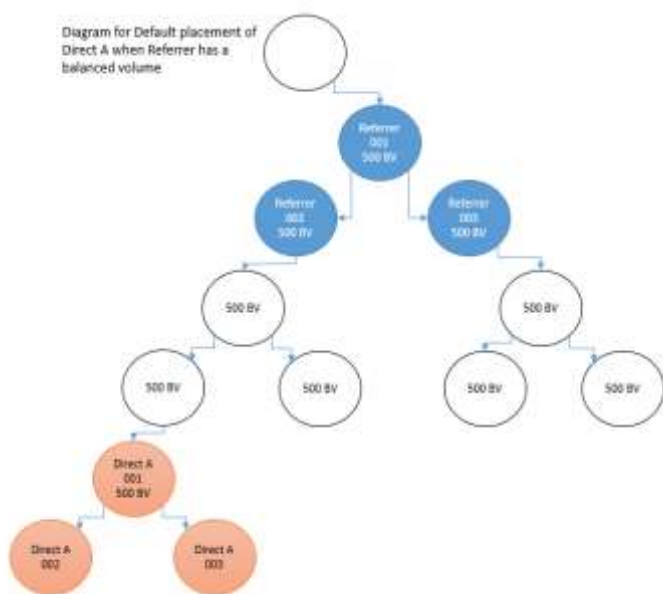 Diagram for Default placement of
Direct A when Referrer has a
balanced volume
Referrer
001
500 BV
Referrer
002
500 BV
Referrer
003
500 BV
500 BV
500 BV
500 BV
500 BV
500 BV
500 BV
Direct A
001
500 BV
Direct A
002
Direct A
003